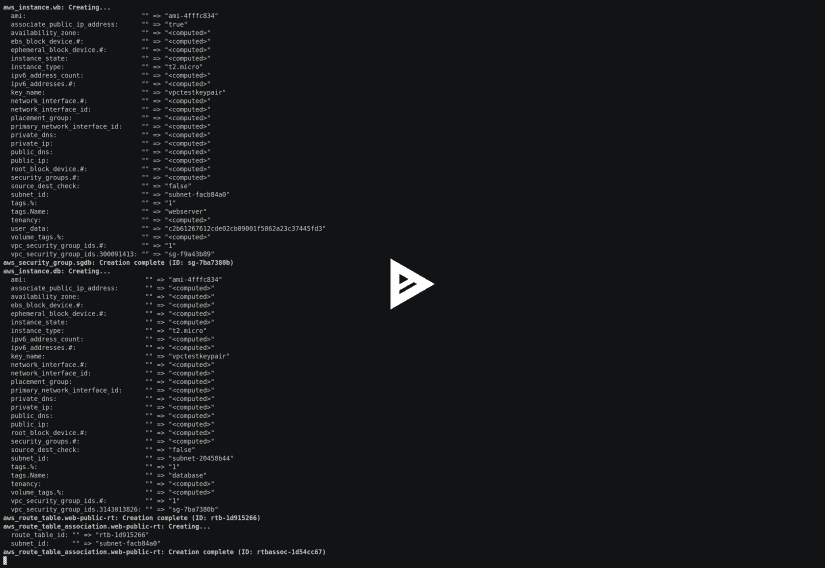 aws_instance.wb: Creating...
ami: "" => "ami-4fffc834"
associate_public_ip_address: "" => "true"
availability_zone: "" => "<computed>"
ebs_block_device.#: "" => "<computed>"
ephemeral_block_device.#: "" => "<computed>"
instance_state: "" => "<computed>"
instance_type: "" => "t2.micro"
ipv6_address_count: "" => "<computed>"
ipv6_addresses.#: "" => "<computed>"
key_name: "" => "vpctestkeypair"
network_interface.#: "" => "<computed>"
network_interface_id: "" => "<computed>"
placement_group: "" => "<computed>"
primary_network_interface_id: "" => "<computed>"
private_dns: "" => "<computed>"
private_ip: "" => "<computed>"
public_dns: "" => "<computed>"
public_ip: "" => "<computed>"
root_block_device.#: "" => "<computed>"
security_groups.#: "" => "<computed>"
source_dest_check: "" => "false"
subnet_id: "" => "subnet-facb84a0"
tags.%: "" => "1"
tags.Name: "" => "webserver"
tenancy: "" => "<computed>"
user_data: "" => "c2b61267612cde02cb89001f5862a23c37445fd3"
volume_tags.%: "" => "<computed>"
vpc_security_group_ids.#: "" => "1"
vpc_security_group_ids.300091413: "" => "sg-f9a43b89"
aws_security_group.sgdb: Creation complete (ID: sg-7ba7380b)
aws_instance.db: Creating...
ami: "" => "ami-4fffc834"
associate_public_ip_address: "" => "<computed>"
availability_zone: "" => "<computed>"
ebs_block_device.#: "" => "<computed>"
ephemeral_block_device.#: "" => "<computed>"
instance_state: "" => "<computed>"
instance_type: "" => "t2.micro"
ipv6_address_count: "" => "<computed>"
ipv6_addresses.#: "" => "<computed>"
key_name: "" => "vpctestkeypair"
network_interface.#: "" => "<computed>"
network_interface_id: "" => "<computed>"
placement_group: "" => "<computed>"
primary_network_interface_id: "" => "<computed>"
private_dns: "" => "<computed>"
private_ip: "" => "<computed>"
public_dns: "" => "<computed>"
public_ip: "" => "<computed>"
root_block_device.#: "" => "<computed>"
security_groups.#: "" => "<computed>"
source_dest_check: "" => "false"
subnet_id: "" => "subnet-20450b44"
tags.%: "" => "1"
tags.Name: "" => "database"
tenancy: "" => "<computed>"
volume_tags.%: "" => "<computed>"
vpc_security_group_ids.#: "" => "1"
vpc_security_group_ids.3143013826: "" => "sg-7ba7380b"
aws_route_table.web-public-rt: Creation complete (ID: rtb-1d915266)
aws_route_table_association.web-public-rt: Creating...
route_table_id: "" => "rtb-1d915266"
subnet_id: "" => "subnet-facb84a0"
aws_route_table_association.web-public-rt: Creation complete (ID: rtbassoc-1d54cc67)